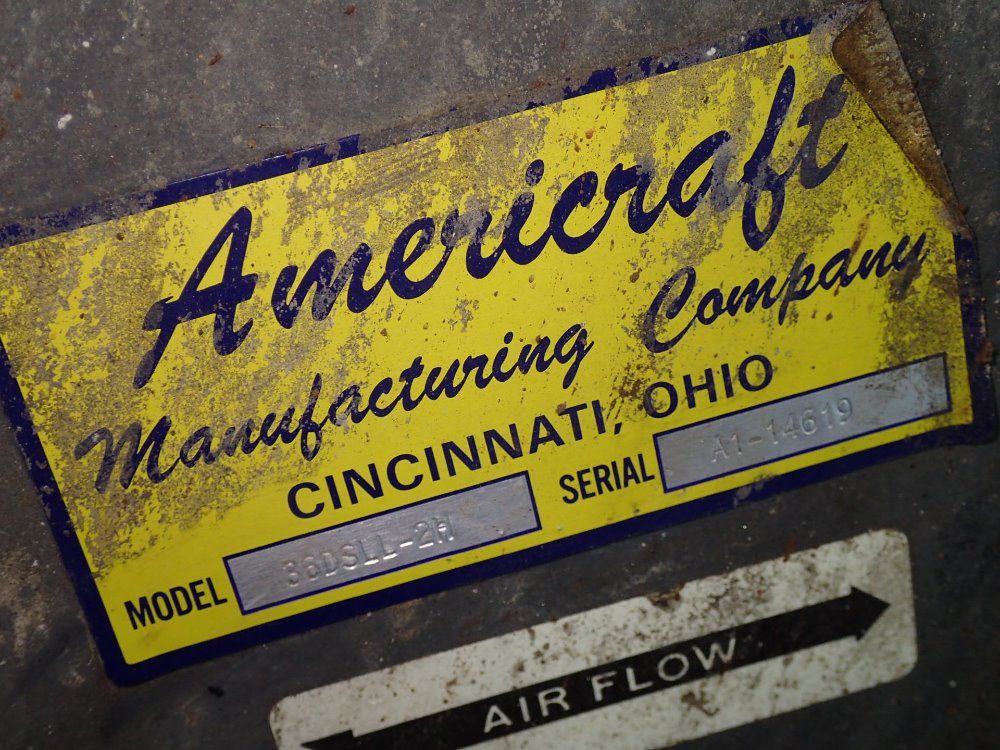 Americraft
Manufacturing Company
CINCINNATI, OHIO
MODEL 36DSLL-2H SERIAL A1-14619
AIR FLOW